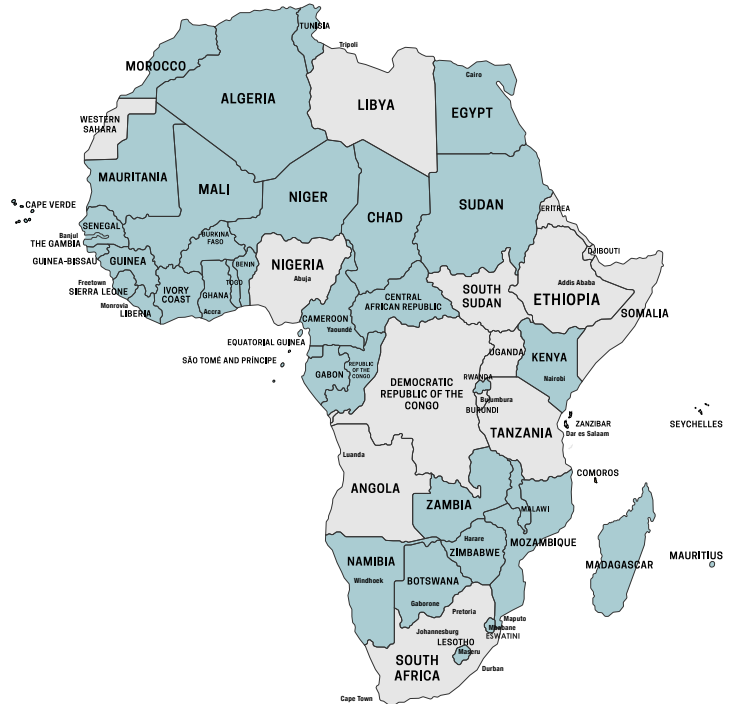 TUNISIA
Tripoli
MOROCCO
Cairo
ALGERIA
LIBYA
EGYPT
WESTERN
SAHARA
MAURITANIA
MALI
NIGER
CHAD
SUDAN
ERITREA
CAPE VERDE
SENEGAL
Banjul
THE GAMBIA
BURKINA
FASO
GUINEA-BISSAU
GUINEA
BENIN
NIGERIA
Abuja
DJIBOUTI
Addis Ababa
Freetown
SIERRA LEONE
IVORY
COAST
GHANA
TOGO
SOUTH
SUDAN
ETHIOPIA
CENTRAL
AFRICAN REPUBLIC
Monrovia
LIBERIA
Accra
CAMEROON
Yaoundé
SOMALIA
EQUATORIAL GUINEA
UGANDA
KENYA
Nairobi
SÃO TOMÉ AND PRÍNCIPE
GABON
REPUBLIC
OF THE
CONGO
DEMOCRATIC
REPUBLIC OF THE
CONGO
RWANDA
Bujumbura
BURUNDI
ZANZIBAR
Dar es Salaam
TANZANIA
SEYCHELLES
Luanda
COMOROS
ANGOLA
ZAMBIA
MALAWI
Harare
ZIMBABWE
MOZAMBIQUE
NAMIBIA
Windhoek
BOTSWANA
Gaborone
MADAGASCAR
MAURITIUS
Pretoria
Maputo
Mbabane
ESWATINI
Johannesburg
LESOTHO
Maseru
SOUTH
AFRICA
Durban
Cape Town